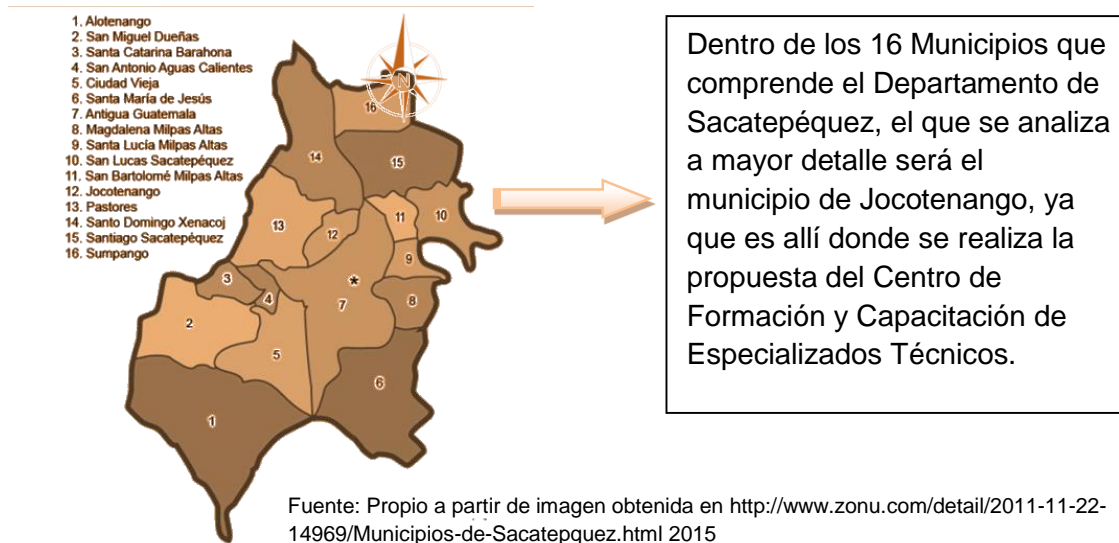 1. Alotenango
2. San Miguel Dueñas
3. Santa Catarina Barahona
4. San Antonio Aguas Calientes
5. Ciudad Vieja
6. Santa María de Jesús
7. Antigua Guatemala
8. Magdalena Milpas Altas
9. Santa Lucía Milpas Altas
10. San Lucas Sacatepéquez
11. San Bartolomé Milpas Altas
12. Jocotenango
13. Pastores
14. Santo Domingo Xenacoj
15. Santiago Sacatepéquez
16. Sumpango
N
16
14
15
13
12
11
10
9
3
4
7
*
8
2
5
6
1
Dentro de los 16 Municipios que
comprende el Departamento de
Sacatepéquez, el que se analiza
a mayor detalle será el
municipio de Jocotenango, ya
que es allí donde se realiza la
propuesta del Centro de
Formación y Capacitación de
Especializados Técnicos.
Fuente: Propio a partir de imagen obtenida en http://www.zonu.com/detail/2011-11-22-
14969/Municipios-de-Sacatepquez.html 2015